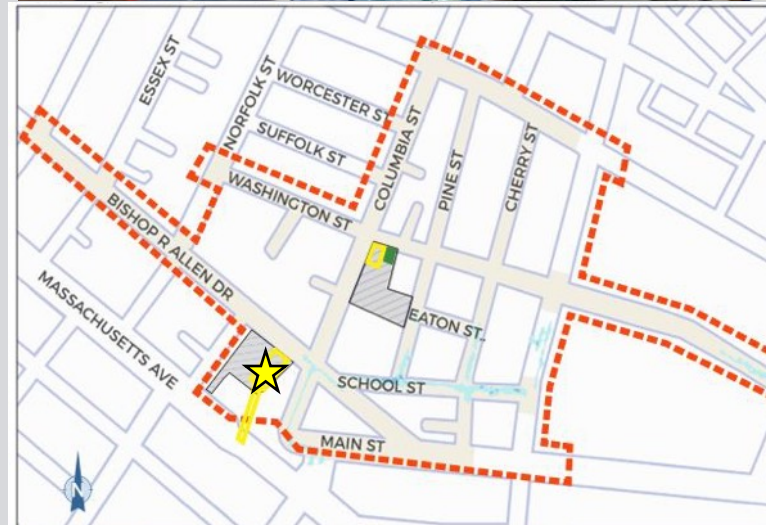 ESSEX ST
NORFOLK ST
WORCESTER ST
SUFFOLK ST
COLUMBIA ST
WASHINGTON ST
PINE ST
CHERRY ST
BISHOP R ALLEN DR
MASSACHUSETTS AVE
EATON ST
SCHOOL ST
MAIN ST
N